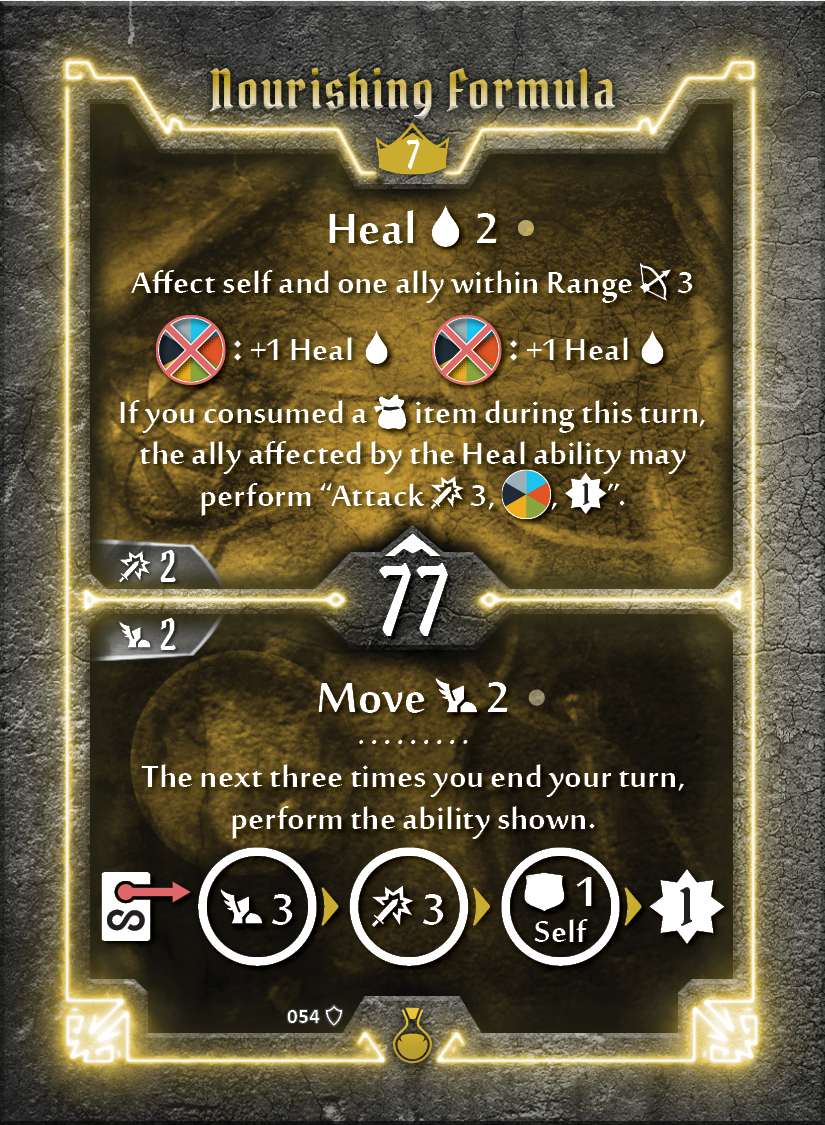 Nourishing Formula
7
Heal 2
Affect self and one ally within Range 3
: +1 Heal : +1 Heal
If you consumed a item during this turn,
the ally affected by the Heal ability may
perform “Attack 3, , 1”.
2
77
2
Move 2
The next three times you end your turn,
perform the ability shown.
3 3 1 1
Self
054